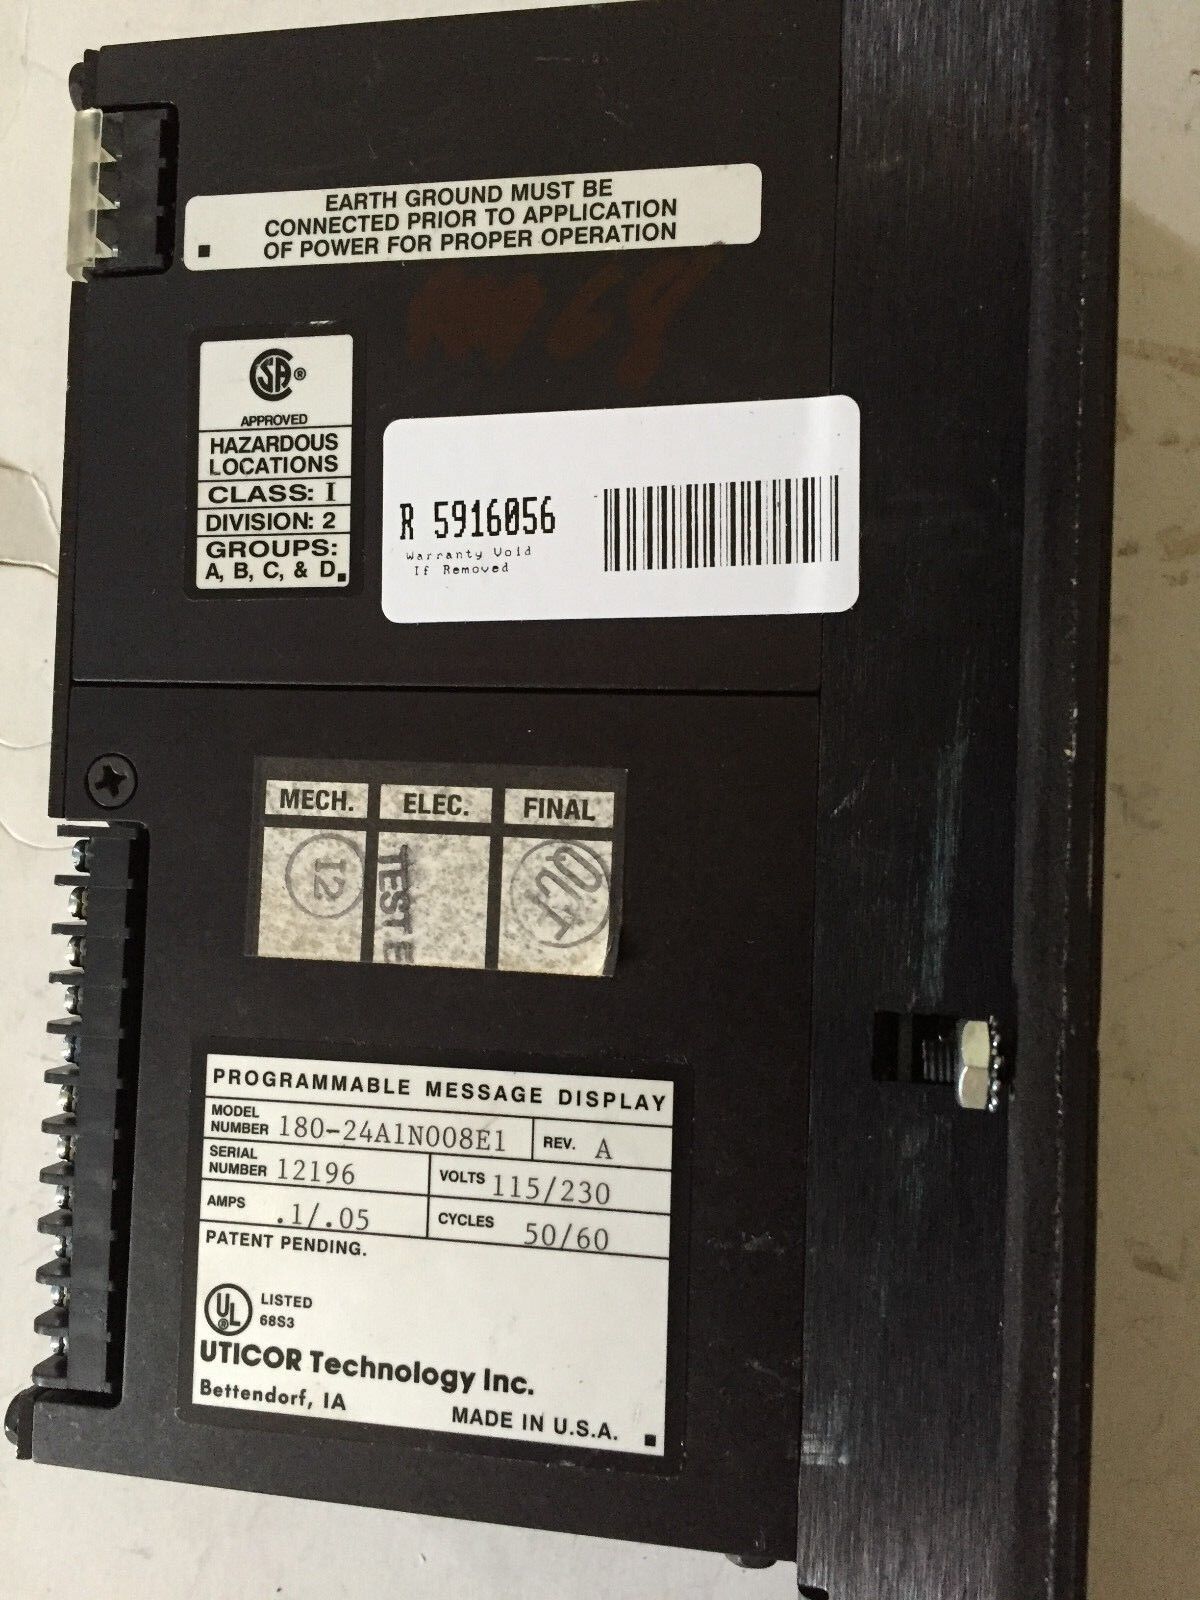 EARTH GROUND MUST BE
CONNECTED PRIOR TO APPLICATION
OF POWER FOR PROPER OPERATION
68
CSA ®
APPROVED
HAZARDOUS
LOCATIONS
CLASS: I
DIVISION: 2
GROUPS:
A, B, C, & D
R 5916056
Warranty Void
If Removed
MECH. ELEC. FINAL
12 TEST
PROGRAMMABLE MESSAGE DISPLAY
MODEL NUMBER 180-24A1N008E1 REV. A
SERIAL NUMBER 12196 VOLTS 115/230
AMPS .1/.05 CYCLES 50/60
PATENT PENDING.
UL ® LISTED
68S3
UTICOR Technology Inc.
Bettendorf, IA
MADE IN U.S.A.